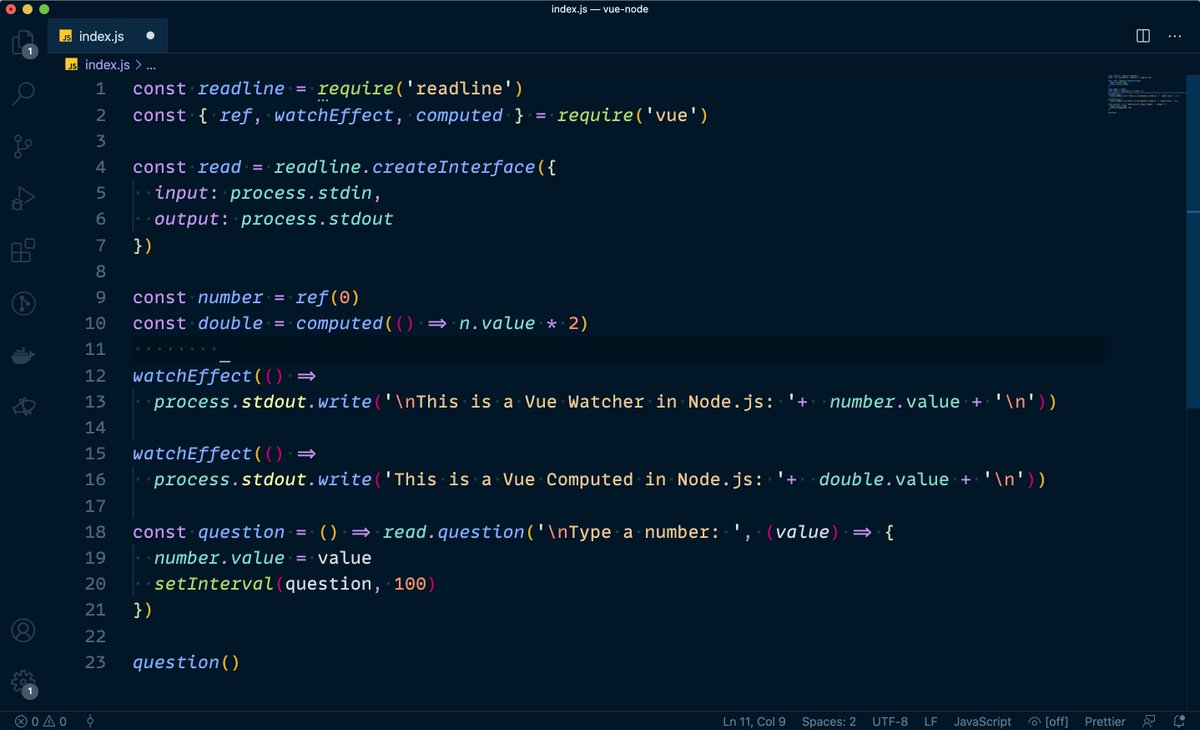 index.js — vue-node
JS index.js
1
JS index.js > ...
1 const readline = require('readline')
2 const { ref, watchEffect, computed } = require('vue')
3
4 const read = readline.createInterface({
5 input: process.stdin,
6 output: process.stdout
7 })
8
9 const number = ref(0)
10 const double = computed(() => n.value * 2)
11
12 watchEffect(() =>
13 process.stdout.write('\nThis is a Vue Watcher in Node.js: '+ number.value + '\n'))
14
15 watchEffect(() =>
16 process.stdout.write('This is a Vue Computed in Node.js: '+ double.value + '\n'))
17
18 const question = () => read.question('\nType a number: ', (value) => {
19 number.value = value
20 setInterval(question, 100)
21 })
22
23 question()
1
0 0 Ln 11, Col 9 Spaces: 2 UTF-8 LF JavaScript [off] Prettier